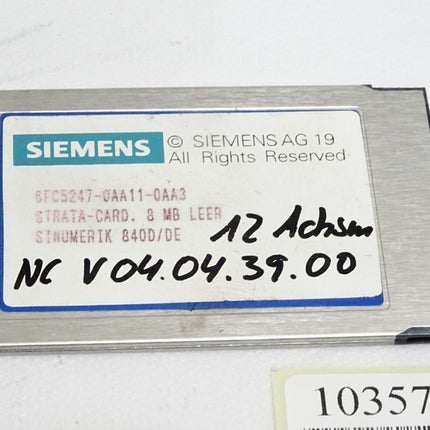 SIEMENS
© SIEMENS AG 19
All Rights Reserved
6FC5247-0AA11-0AA3
STRATA-CARD, 8 MB LEER
SINUMERIK 840D/DE
12 Achsen
NC V 04.04.39.00
10357